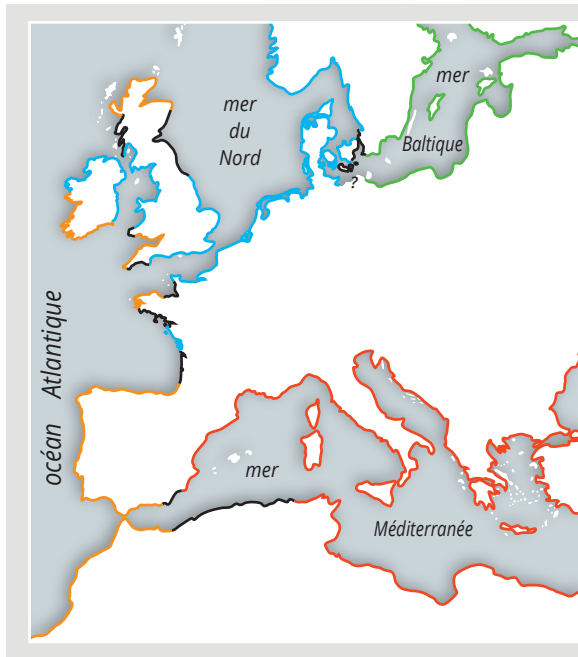 mer
du
Nord
mer
Baltique
?
océan Atlantique
mer
Méditerranée